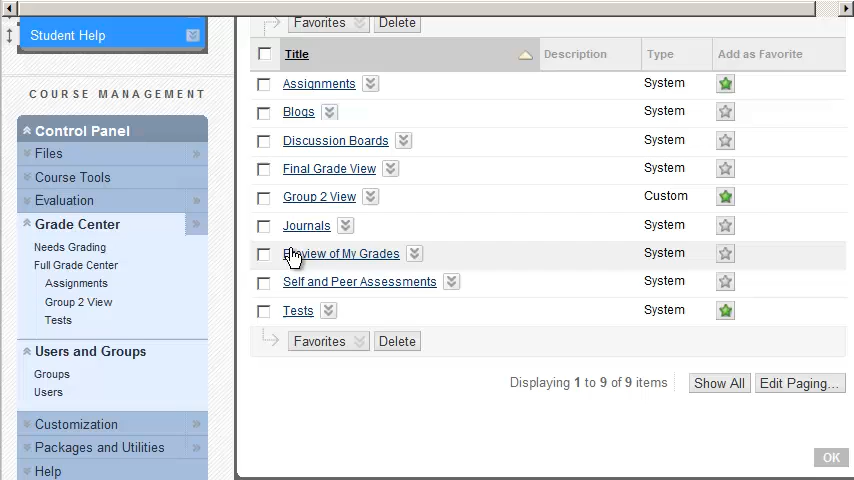 Student Help
COURSE MANAGEMENT
Control Panel
Files
Course Tools
Evaluation
Grade Center
Needs Grading
Full Grade Center
Assignments
Group 2 View
Tests
Users and Groups
Groups
Users
Customization
Packages and Utilities
Help
Favorites Delete
Title Description Type Add as Favorite
Assignments System
Blogs System
Discussion Boards System
Final Grade View System
Group 2 View Custom
Journals System
Preview of My Grades System
Self and Peer Assessments System
Tests System
Favorites Delete
Displaying 1 to 9 of 9 items Show All Edit Paging...
OK